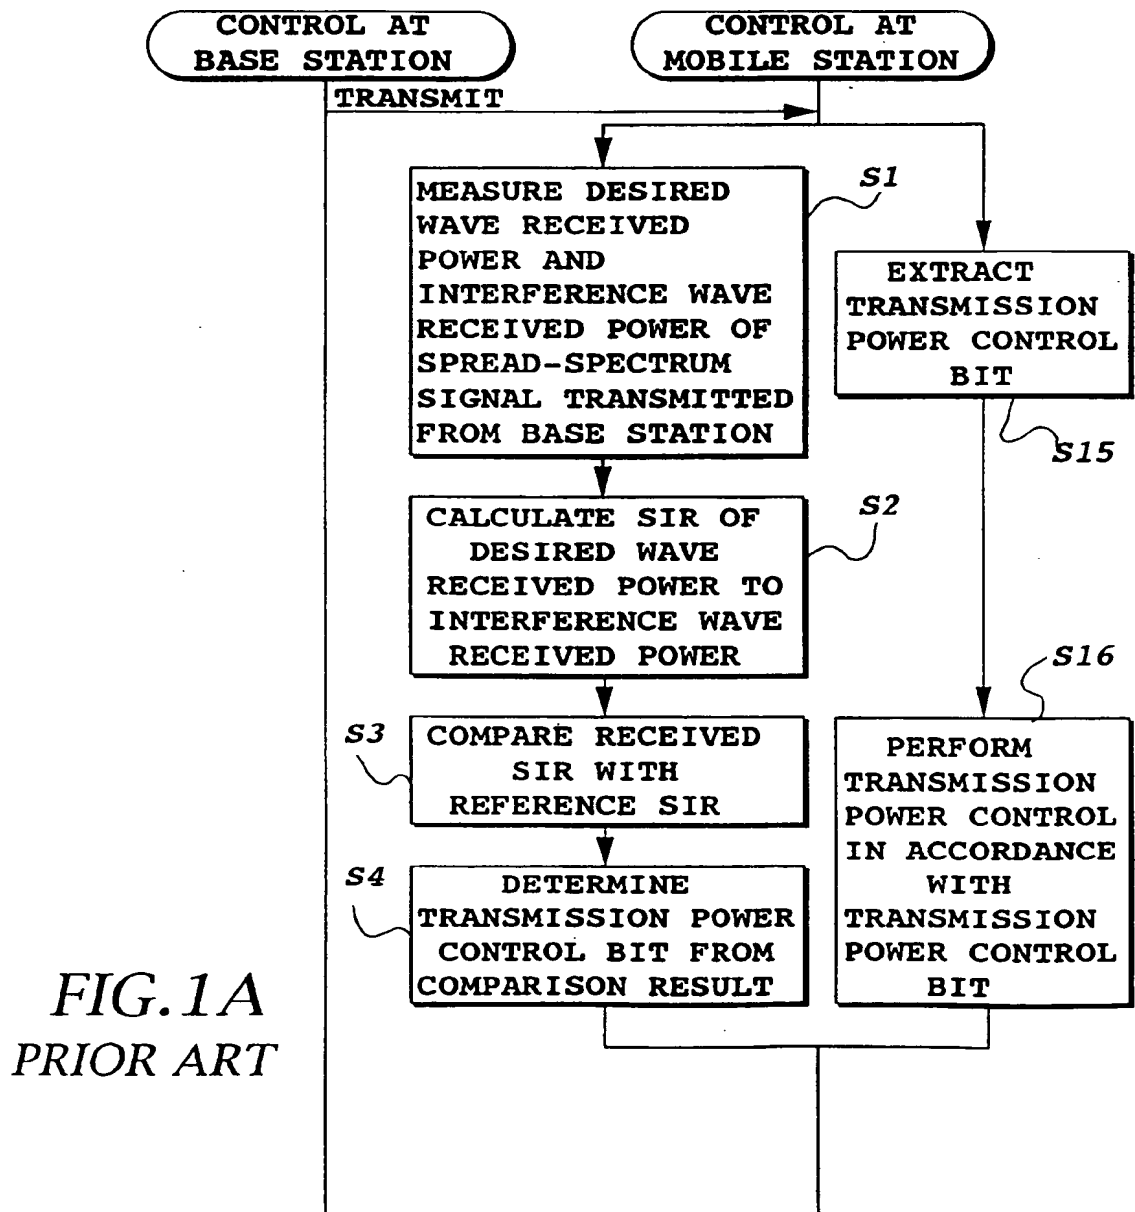 CONTROL AT
BASE STATION
CONTROL AT
MOBILE STATION
TRANSMIT
MEASURE DESIRED
WAVE RECEIVED
POWER AND
INTERFERENCE WAVE
RECEIVED POWER OF
SPREAD-SPECTRUM
SIGNAL TRANSMITTED
FROM BASE STATION
S1
EXTRACT
TRANSMISSION
POWER CONTROL
BIT
S15
CALCULATE SIR OF
DESIRED WAVE
RECEIVED POWER TO
INTERFERENCE WAVE
RECEIVED POWER
S2
S3
COMPARE RECEIVED
SIR WITH
REFERENCE SIR
S16
PERFORM
TRANSMISSION
POWER CONTROL
IN ACCORDANCE
WITH
TRANSMISSION
POWER CONTROL
BIT
S4
DETERMINE
TRANSMISSION POWER
CONTROL BIT FROM
COMPARISON RESULT
FIG.1A
PRIOR ART